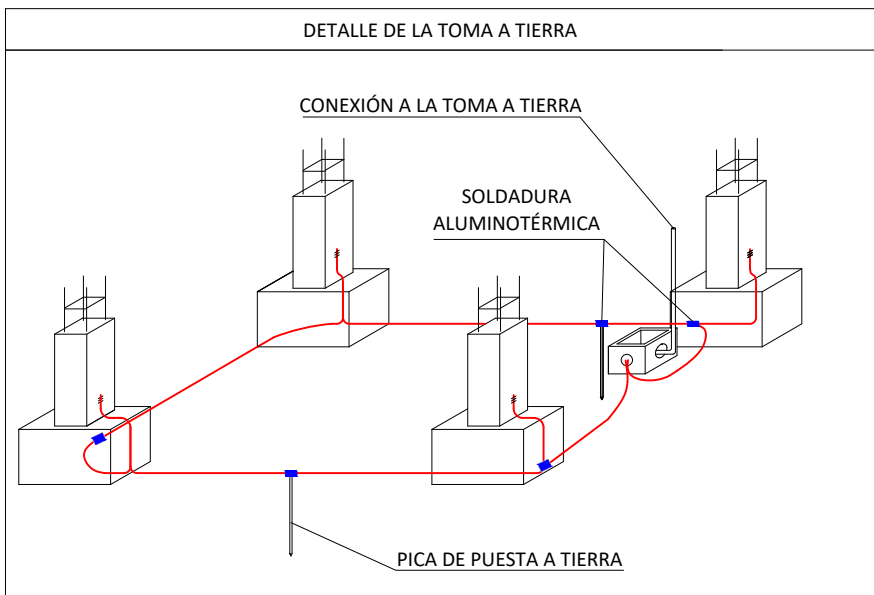 DETALLE DE LA TOMA A TIERRA
CONEXIÓN A LA TOMA A TIERRA
SOLDADURA
ALUMINOTÉRMICA
PICA DE PUESTA A TIERRA